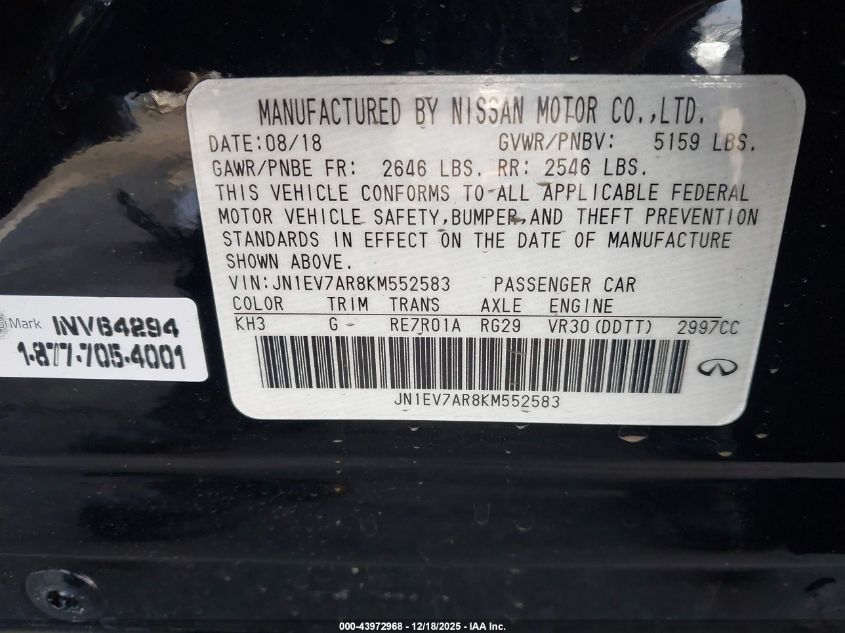 MANUFACTURED BY NISSAN MOTOR CO.,LTD.
DATE:08/18 GVWR/PNBV: 5159 LBS.
GAWR/PNBE FR: 2646 LBS. RR: 2546 LBS.
THIS VEHICLE CONFORMS TO ALL APPLICABLE FEDERAL
MOTOR VEHICLE SAFETY,BUMPER,AND THEFT PREVENTION
STANDARDS IN EFFECT ON THE DATE OF MANUFACTURE
SHOWN ABOVE.
VIN:JN1EV7AR8KM552583 PASSENGER CAR
COLOR TRIM TRANS AXLE ENGINE
KH3 G RE7R01A RG29 VR30(DDTT) 2997CC
JN1EV7AR8KM552583
Mark INV64294
1-877-705-4001
000-43972968 - 12/18/2025 - IAA Inc.